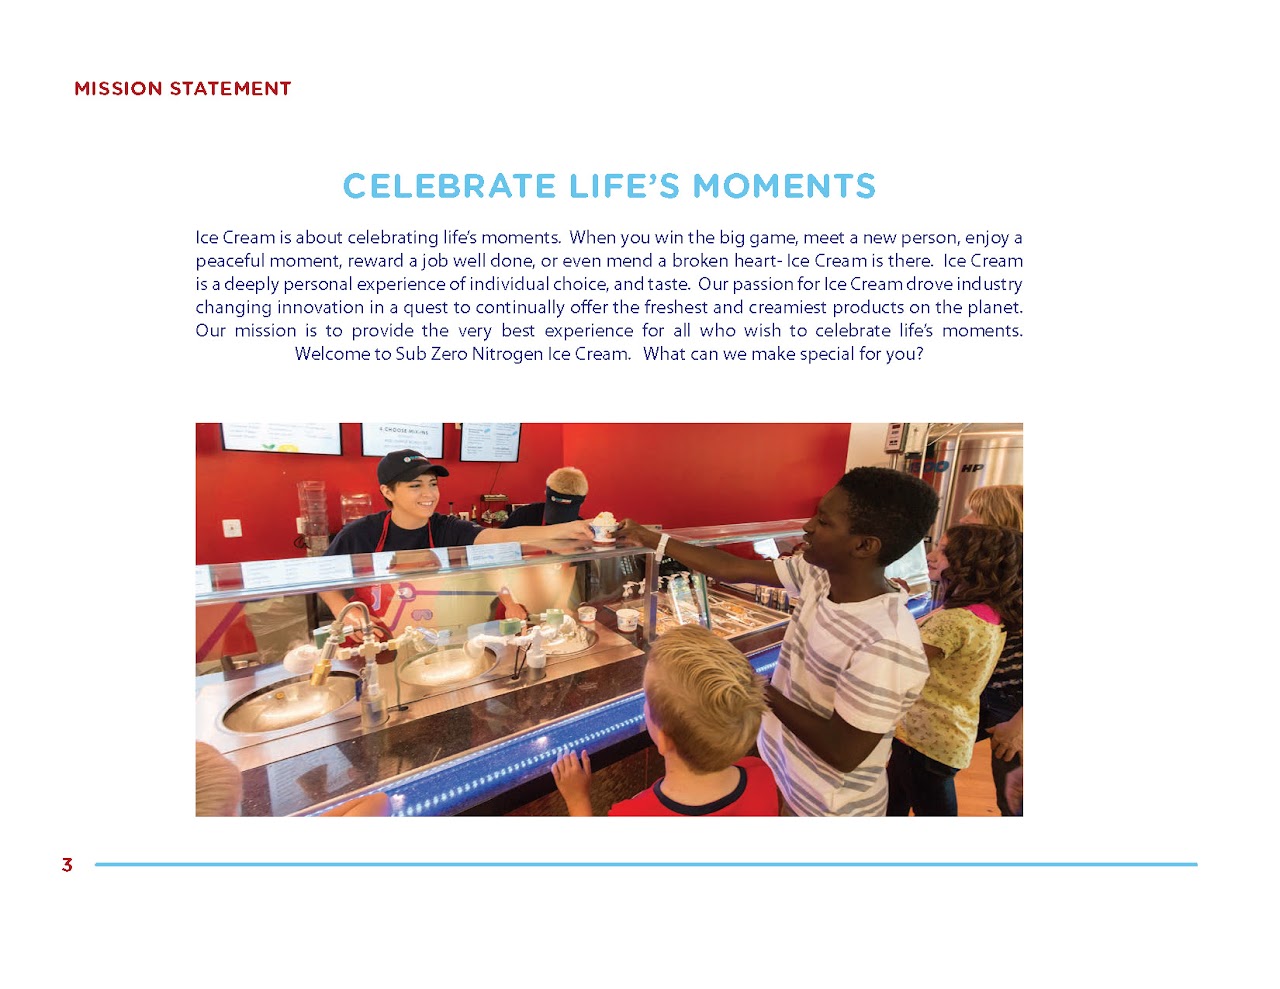 MISSION STATEMENT
CELEBRATE LIFE’S MOMENTS
Ice Cream is about celebrating life’s moments.  When you win the big game, meet a new person, enjoy a
peaceful moment, reward a job well done, or even mend a broken heart- Ice Cream is there.  Ice Cream
is a deeply personal experience of individual choice, and taste.  Our passion for Ice Cream drove industry
changing innovation in a quest to continually offer the freshest and creamiest products on the planet.
Our mission is to provide the very best experience for all who wish to celebrate life’s moments.
Welcome to Sub Zero Nitrogen Ice Cream.   What can we make special for you?
HP
3